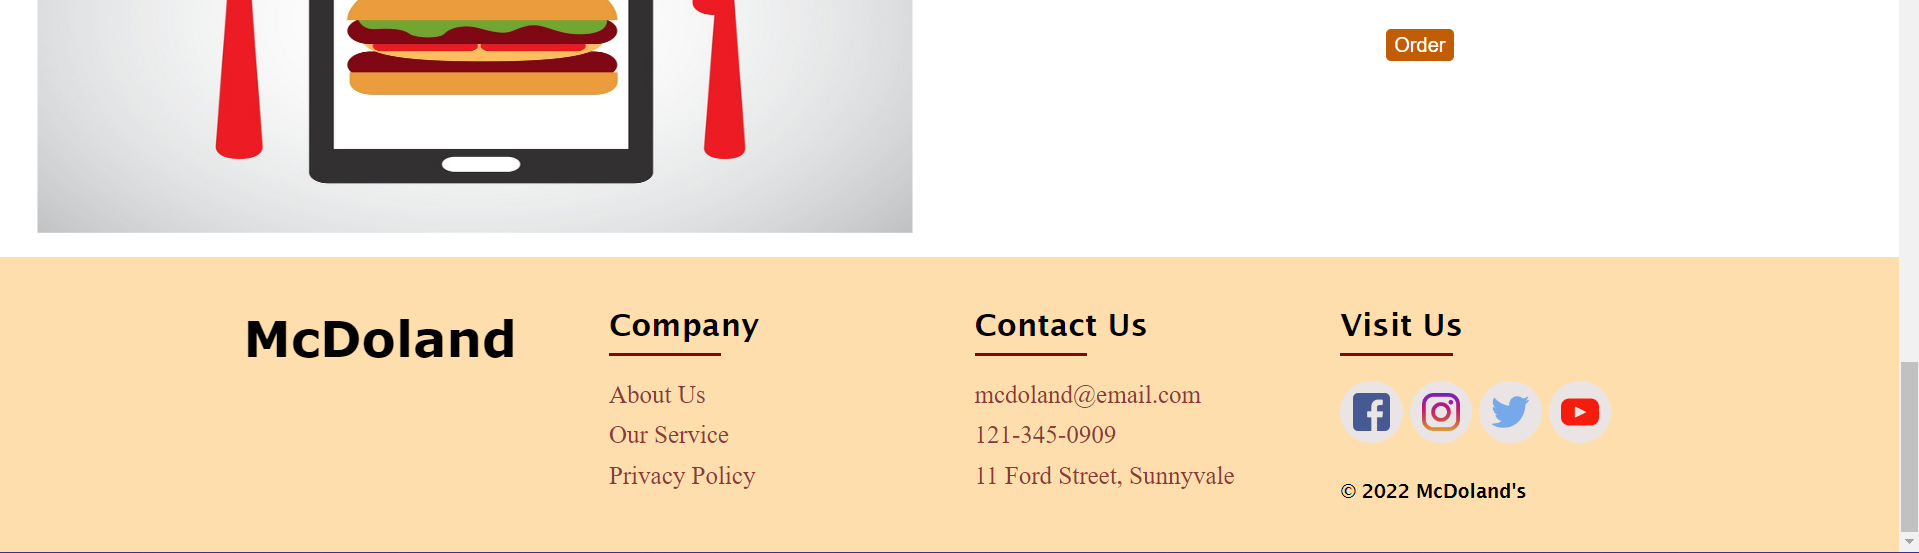 Order
McDoland
Company
About Us
Our Service
Privacy Policy
Contact Us
mcdoland@email.com
121-345-0909
11 Ford Street, Sunnyvale
Visit Us
© 2022 McDoland's